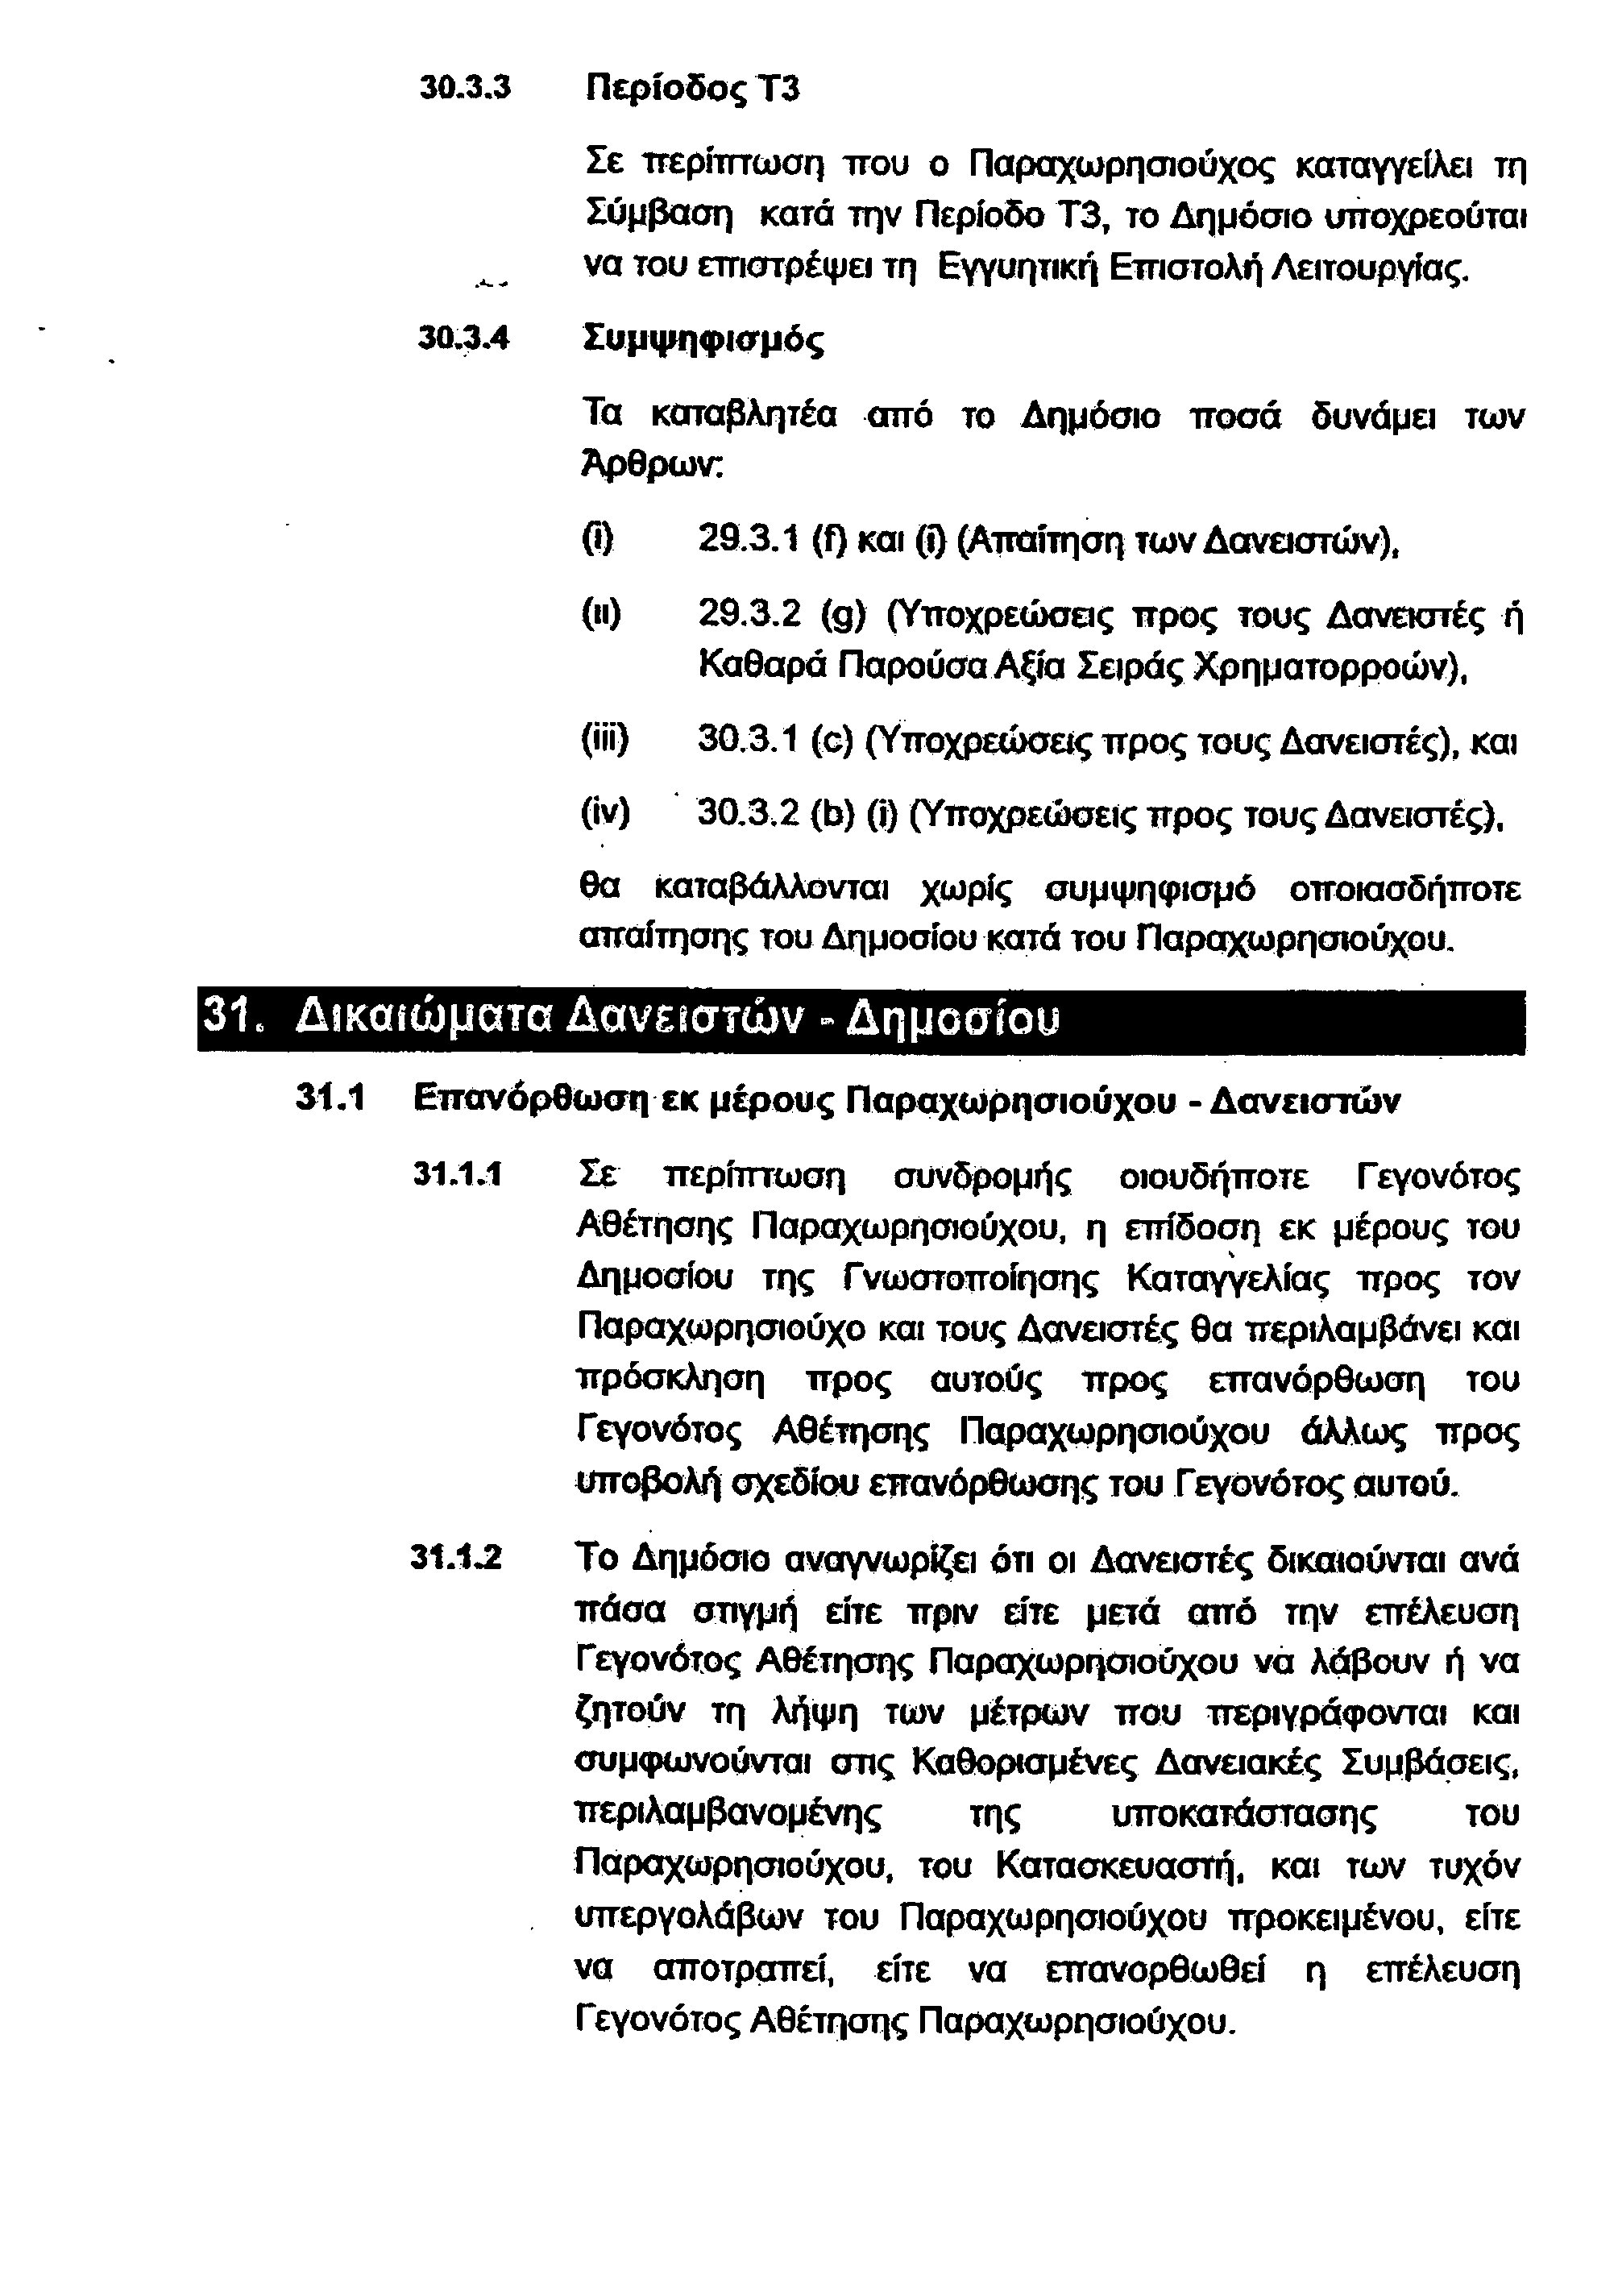 30.3.3 Περίοδος Τ3
Σε περίπτωση που ο Παραχωρησιούχος καταγγείλει τη
Σύμβαση κατά την Περίοδο Τ3, το Δημόσιο υποχρεούται
να του επιστρέψει τη Εγγυητική Επιστολή Λειτουργίας.
30.3.4 Συμψηφισμός
Τα καταβλητέα από το Δημόσιο ποσά δυνάμει των
Άρθρων:
(i) 29.3.1 (f) και (i) (Απαίτηση των Δανειστών),
(ii) 29.3.2 (g) (Υποχρεώσεις προς τους Δανειστές ή
Καθαρά Παρούσα Αξία Σειράς Χρηματορροών),
(iii) 30.3.1 (c) (Υποχρεώσεις προς τους Δανειστές), και
(iv) 30.3.2 (b) (i) (Υποχρεώσεις προς τους Δανειστές),
θα καταβάλλονται χωρίς συμψηφισμό οποιασδήποτε
απαίτησης του Δημοσίου κατά του Παραχωρησιούχου.
31. Δικαιώματα Δανειστών - Δημοσίου
31.1 Επανόρθωση εκ μέρους Παραχωρησιούχου - Δανειστών
31.1.1 Σε περίπτωση συνδρομής οιουδήποτε Γεγονότος
Αθέτησης Παραχωρησιούχου, η επίδοση εκ μέρους του
Δημοσίου της Γνωστοποίησης Καταγγελίας προς τον
Παραχωρησιούχο και τους Δανειστές θα περιλαμβάνει και
πρόσκληση προς αυτούς προς επανόρθωση του
Γεγονότος Αθέτησης Παραχωρησιούχου άλλως προς
υποβολή σχεδίου επανόρθωσης του Γεγονότος αυτού.
31.1.2 Το Δημόσιο αναγνωρίζει ότι οι Δανειστές δικαιούνται ανά
πάσα στιγμή είτε πριν είτε μετά από την επέλευση
Γεγονότος Αθέτησης Παραχωρησιούχου να λάβουν ή να
ζητούν τη λήψη των μέτρων που περιγράφονται και
συμφωνούνται στις Καθορισμένες Δανειακές Συμβάσεις,
περιλαμβανομένης της υποκατάστασης του
Παραχωρησιούχου, του Κατασκευαστή, και των τυχόν
υπεργολάβων του Παραχωρησιούχου προκειμένου, είτε
να αποτραπεί, είτε να επανορθωθεί η επέλευση
Γεγονότος Αθέτησης Παραχωρησιούχου.